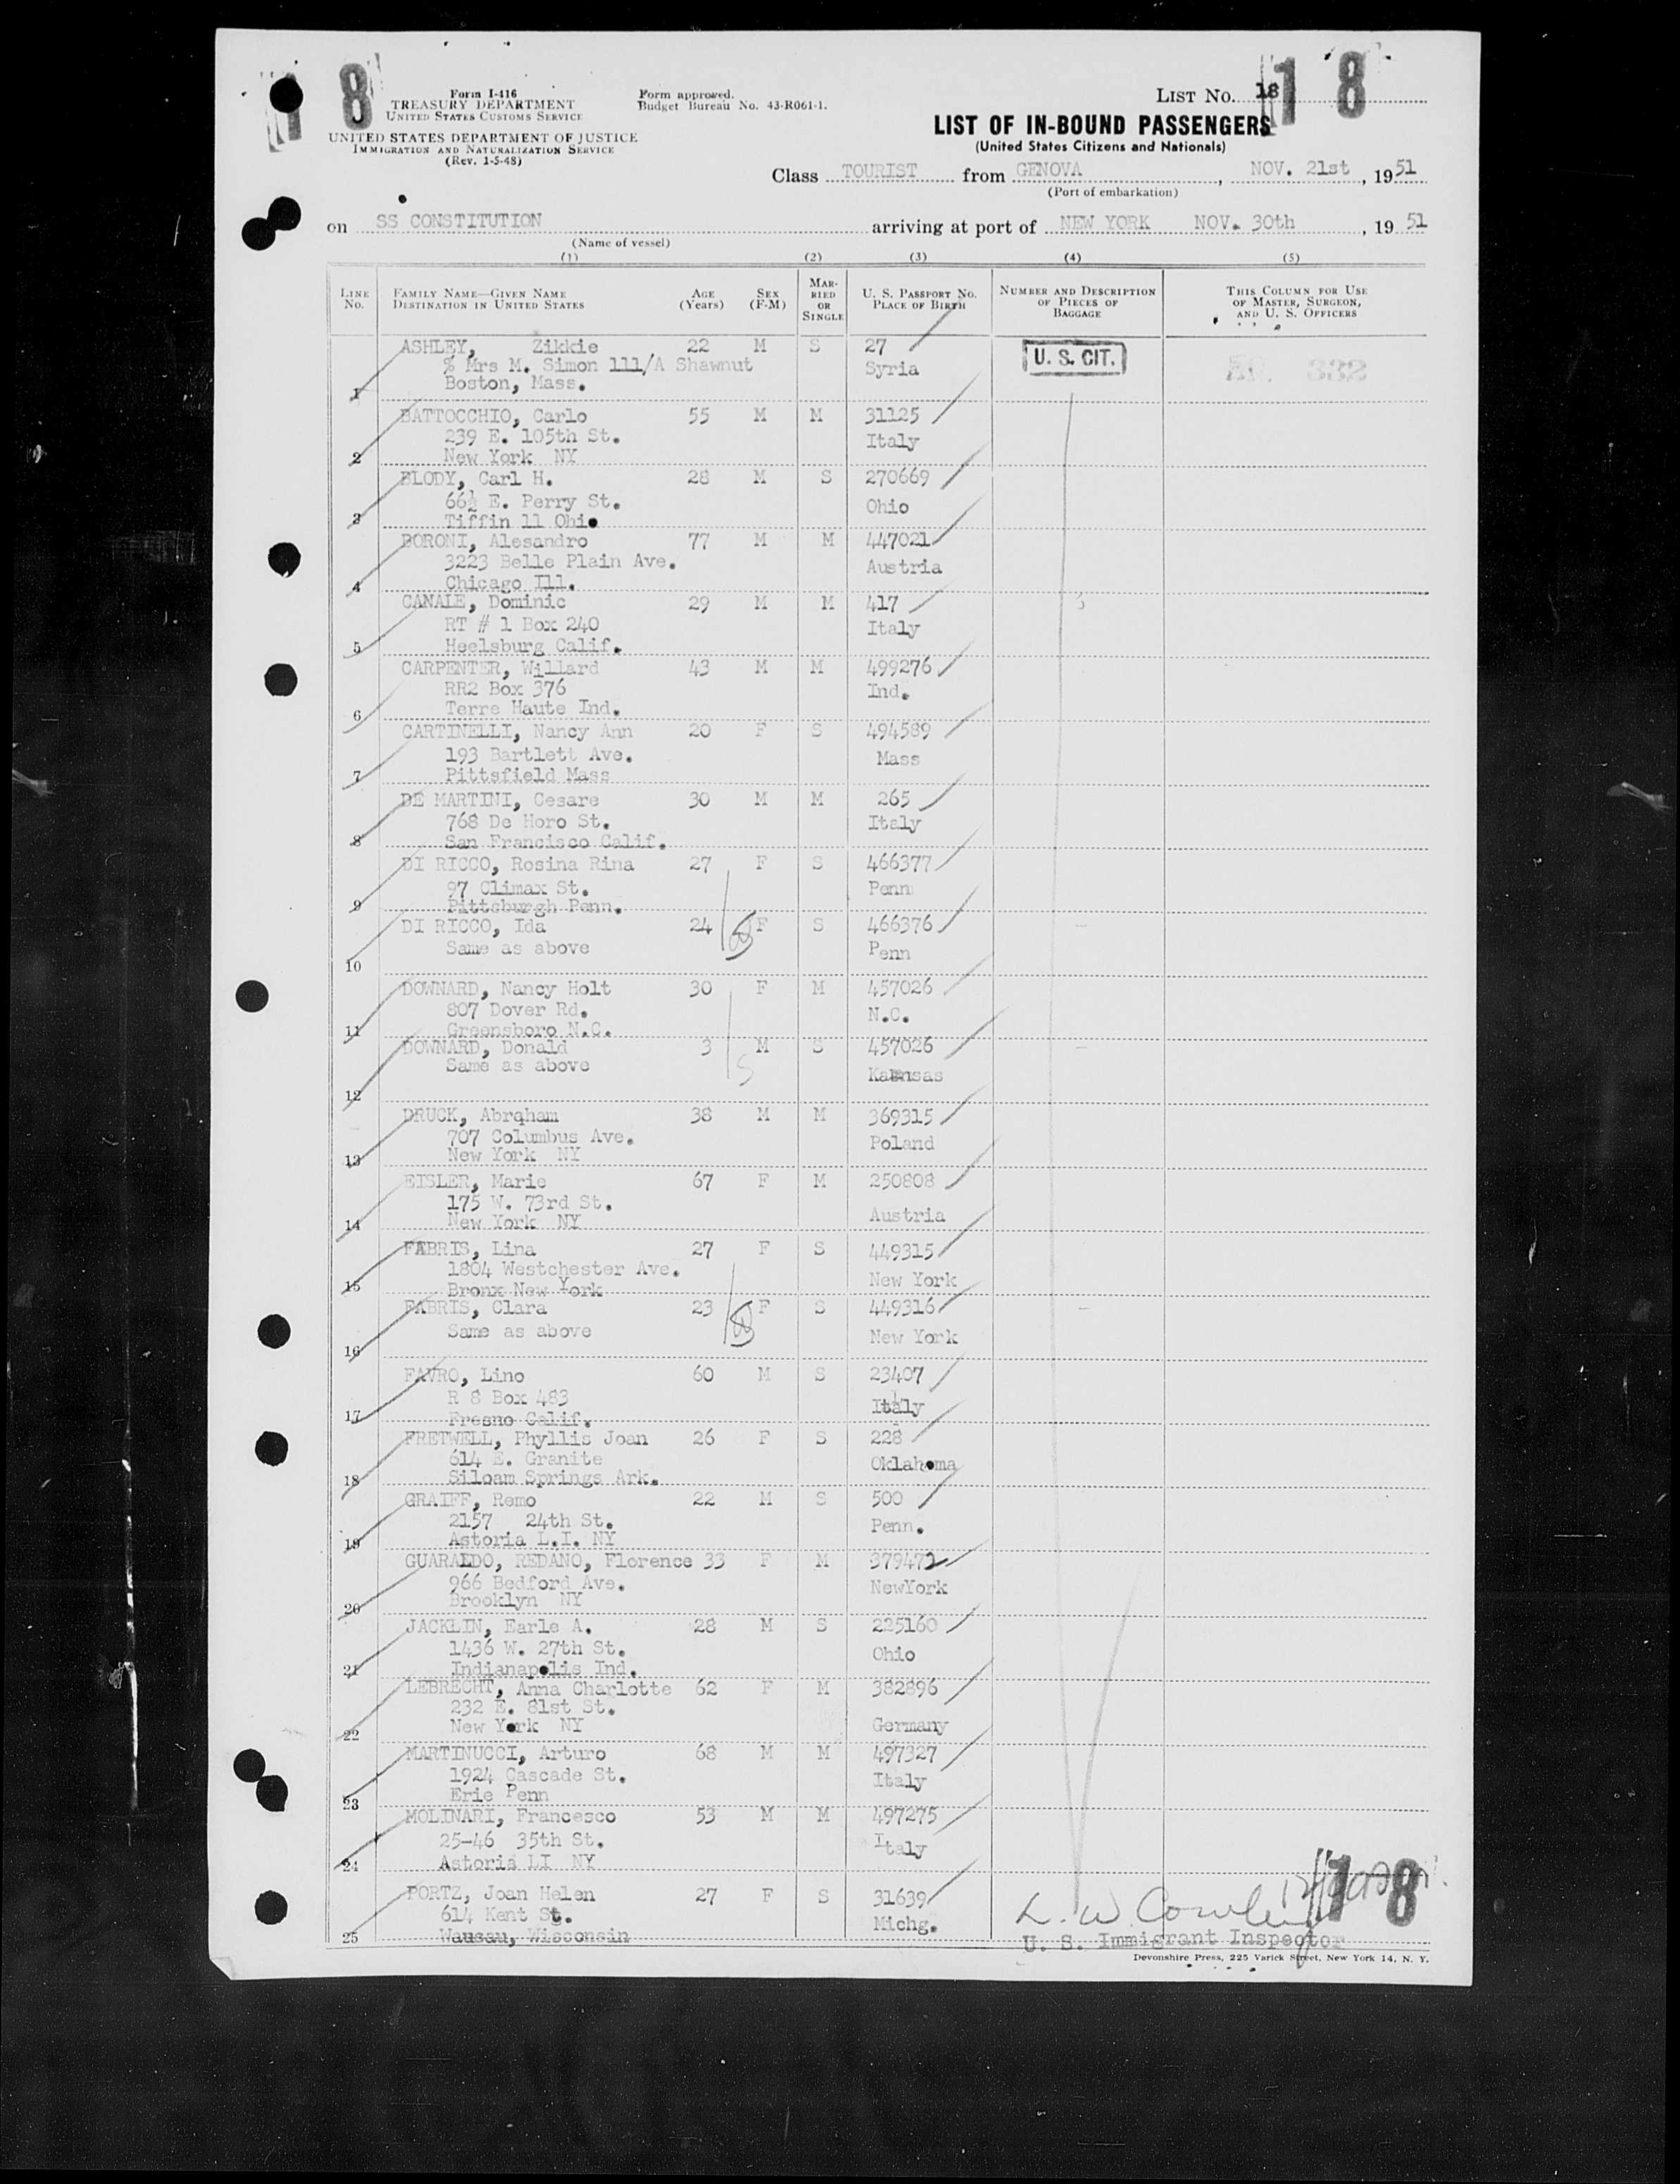 18
Form I-416
TREASURY DEPARTMENT
UNITED STATES CUSTOMS SERVICE
UNITED STATES DEPARTMENT OF JUSTICE
IMMIGRATION AND NATURALIZATION SERVICE
(Rev. 1-5-48)
Form approved.
Budget Bureau No. 43-R061-1.
LIST NO. 18
18
LIST OF IN-BOUND PASSENGERS
(United States Citizens and Nationals)
Class TOURIST from GENOVA, NOV. 21st, 1951
(Port of embarkation)
on SS CONSTITUTION arriving at port of NEW YORK NOV. 30th, 1951
(Name of vessel)
(1) (2) (3) (4) (5)
LINE NO. FAMILY NAME—GIVEN NAME DESTINATION IN UNITED STATES AGE (Years) SEX (F-M) MARRIED OR SINGLE U. S. PASSPORT NO. PLACE OF BIRTH NUMBER AND DESCRIPTION OF PIECES OF BAGGAGE THIS COLUMN FOR USE OF MASTER, SURGEON, AND U. S. OFFICERS
ASHLEY, Zikkie 22 M S 27 U. S. CIT. 332
% Mrs M. Simon 111/A Shawnut Syria
1 Boston, Mass.
BATTOCCHIO, Carlo 55 M M 31125
239 E. 105th St. Italy
2 New York NY
BLODY, Carl H. 28 M S 270669
66½ E. Perry St. Ohio
3 Tiffin 11 Ohio
BORONI, Alesandro 77 M M 447021
3223 Belle Plain Ave. Austria
4 Chicago Ill.
CANALE, Dominic 29 M M 417
RT # 1 Box 240 Italy
5 Heelsburg Calif.
CARPENTER, Willard 43 M M 499276
RR2 Box 376 Ind.
6 Terre Haute Ind.
CARTINELLI, Nancy Ann 20 F S 494589
193 Bartlett Ave. Mass
7 Pittsfield Mass
DE MARTINI, Cesare 30 M M 265
768 De Horo St. Italy
8 San Francisco Calif.
DI RICCO, Rosina Rina 27 F S 466377
97 Climax St. Penn
9 Pittsburgh Penn.
DI RICCO, Ida 24 F S 466376
Same as above Penn
10
DOWNARD, Nancy Holt 30 F M 457026
807 Dover Rd. N.C.
11 Greensboro N.C.
DOWNARD, Donald 3 M S 457026
Same as above Kansas
12
DRUCK, Abraham 38 M M 369315
707 Columbus Ave. Poland
13 New York NY
EISLER, Marie 67 F M 250808
175 W. 73rd St. Austria
14 New York NY
FABRIS, Lina 27 F S 449315
1804 Westchester Ave. New York
15 Bronx New York
FABRIS, Clara 23 F S 449316
Same as above New York
16
FAVRO, Lino 60 M S 23407
R 8 Box 483 Italy
17 Fresno Calif.
FRETWELL, Phyllis Joan 26 F S 228
614 E. Granite Oklahoma
18 Siloam Springs Ark.
GRAIFF, Remo 22 M S 500
2157 24th St. Penn.
19 Astoria L.I. NY
GUARALDO, REDANO, Florence 33 F M 379472
966 Bedford Ave. NewYork
20 Brooklyn NY
JACKLIN, Earle A. 28 M S 225160
1436 W. 27th St. Ohio
21 Indianapolis Ind.
LEBRECHT, Anna Charlotte 62 F M 382896
232 E. 81st St. Germany
22 New York NY
MARTINUCCI, Arturo 68 M M 497327
1924 Cascade St. Italy
23 Erie Penn
MOLINARI, Francesco 53 M M 497275
25-46 35th St. Italy
24 Astoria LI NY
PORTZ, Joan Helen 27 F S 31639
614 Kent St. Michg.
25 Wausau, Wisconsin
18
L. W.
U. S. Immigrant Inspector
Devonshire Press, 225 Varick Street, New York 14, N. Y.